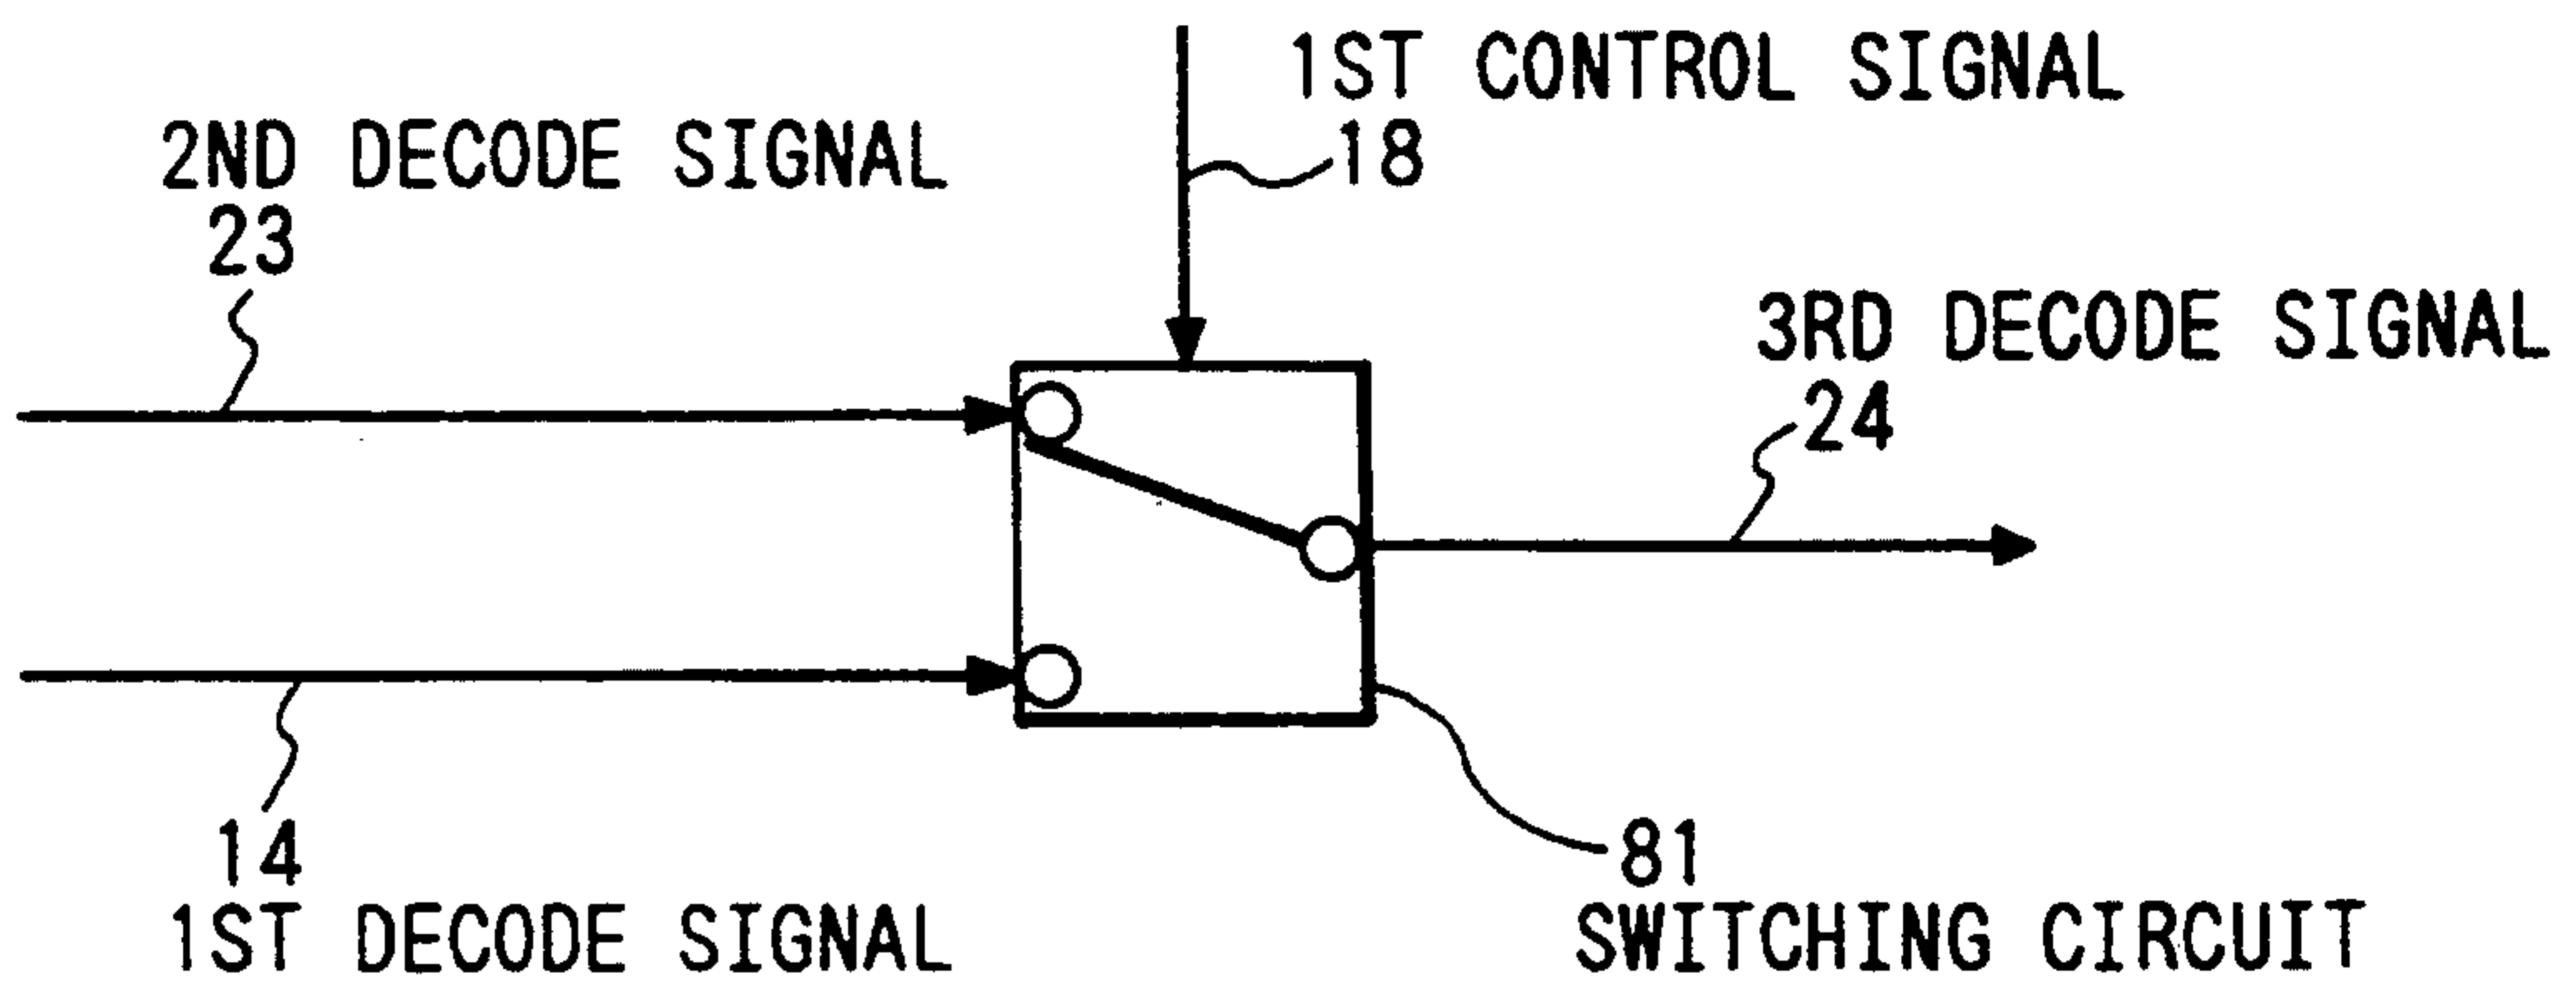 1ST CONTROL SIGNAL
18
2ND DECODE SIGNAL
23
3RD DECODE SIGNAL
24
14
1ST DECODE SIGNAL
81
SWITCHING CIRCUIT